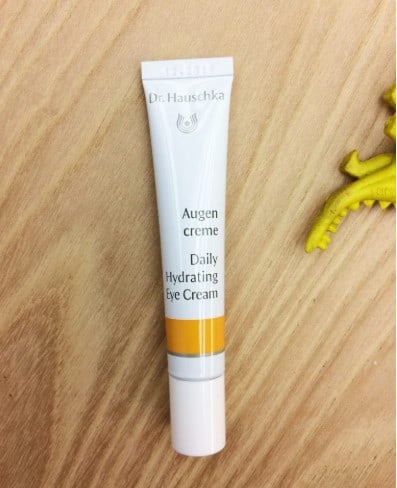 Dr. Hauschka
Augen
creme
Daily
Hydrating
Eye Cream